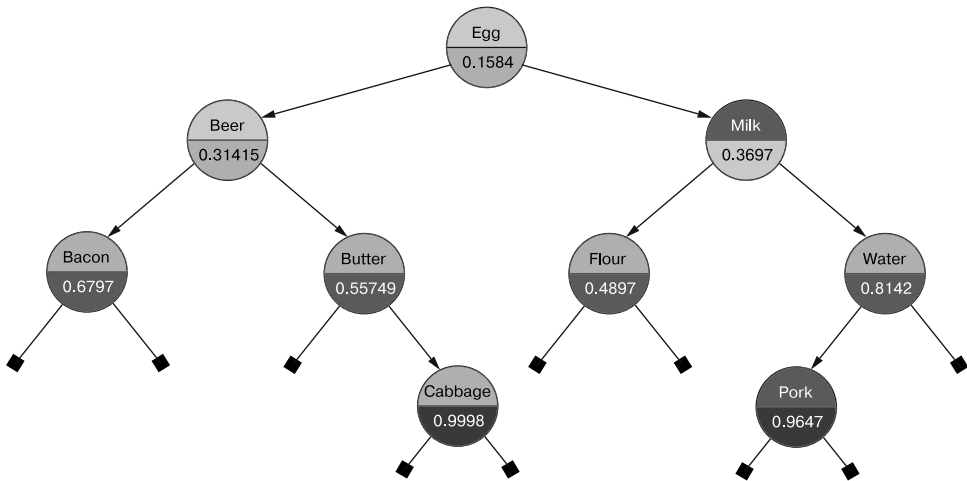 Egg
0.1584
Beer
0.31415
Milk
0.3697
Bacon
0.6797
Butter
0.55749
Flour
0.4897
Water
0.8142
Cabbage
0.9998
Pork
0.9647